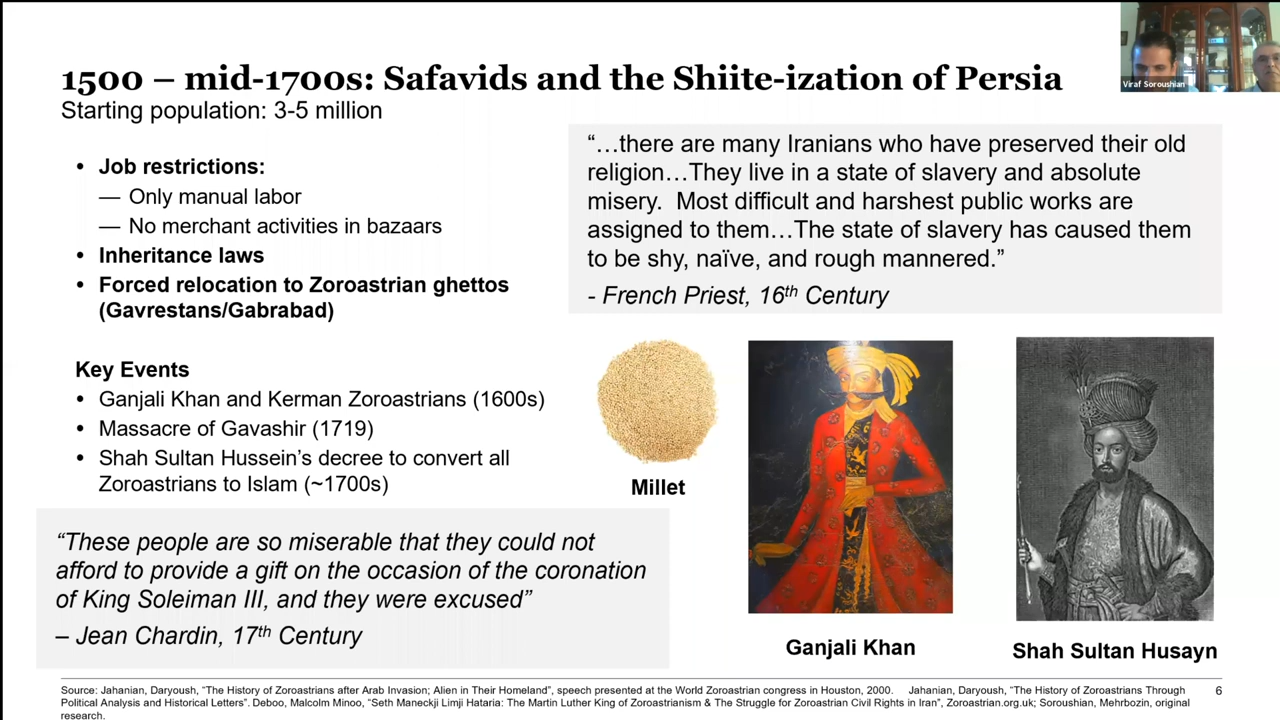 1500 – mid-1700s: Safavids and the Shiite-ization of Persia
Starting population: 3-5 million
Viraf Soroushian
• Job restrictions:
— Only manual labor
— No merchant activities in bazaars
• Inheritance laws
• Forced relocation to Zoroastrian ghettos
(Gavrestans/Gabrabad)
“…there are many Iranians who have preserved their old
religion…They live in a state of slavery and absolute
misery.  Most difficult and harshest public works are
assigned to them…The state of slavery has caused them
to be shy, naïve, and rough mannered.”
- French Priest, 16th Century
Key Events
• Ganjali Khan and Kerman Zoroastrians (1600s)
• Massacre of Gavashir (1719)
• Shah Sultan Hussein’s decree to convert all
Zoroastrians to Islam (~1700s)
Millet
“These people are so miserable that they could not
afford to provide a gift on the occasion of the coronation
of King Soleiman III, and they were excused”
– Jean Chardin, 17th Century
Ganjali Khan
Shah Sultan Husayn
Source: Jahanian, Daryoush, “The History of Zoroastrians after Arab Invasion; Alien in Their Homeland”, speech presented at the World Zoroastrian congress in Houston, 2000.    Jahanian, Daryoush, “The History of Zoroastrians Through
Political Analysis and Historical Letters”. Deboo, Malcolm Minoo, “Seth Maneckji Limji Hataria: The Martin Luther King of Zoroastrianism & The Struggle for Zoroastrian Civil Rights in Iran”, Zoroastrian.org.uk; Soroushian, Mehrbozin, original
research.
6